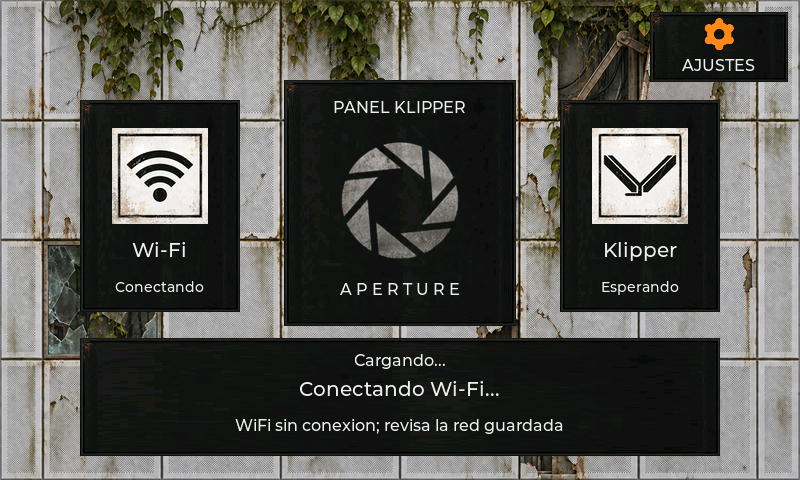 AJUSTES
PANEL KLIPPER
APERTURE
Wi-Fi
Conectando
Klipper
Esperando
Cargando...
Conectando Wi-Fi...
WiFi sin conexion; revisa la red guardada